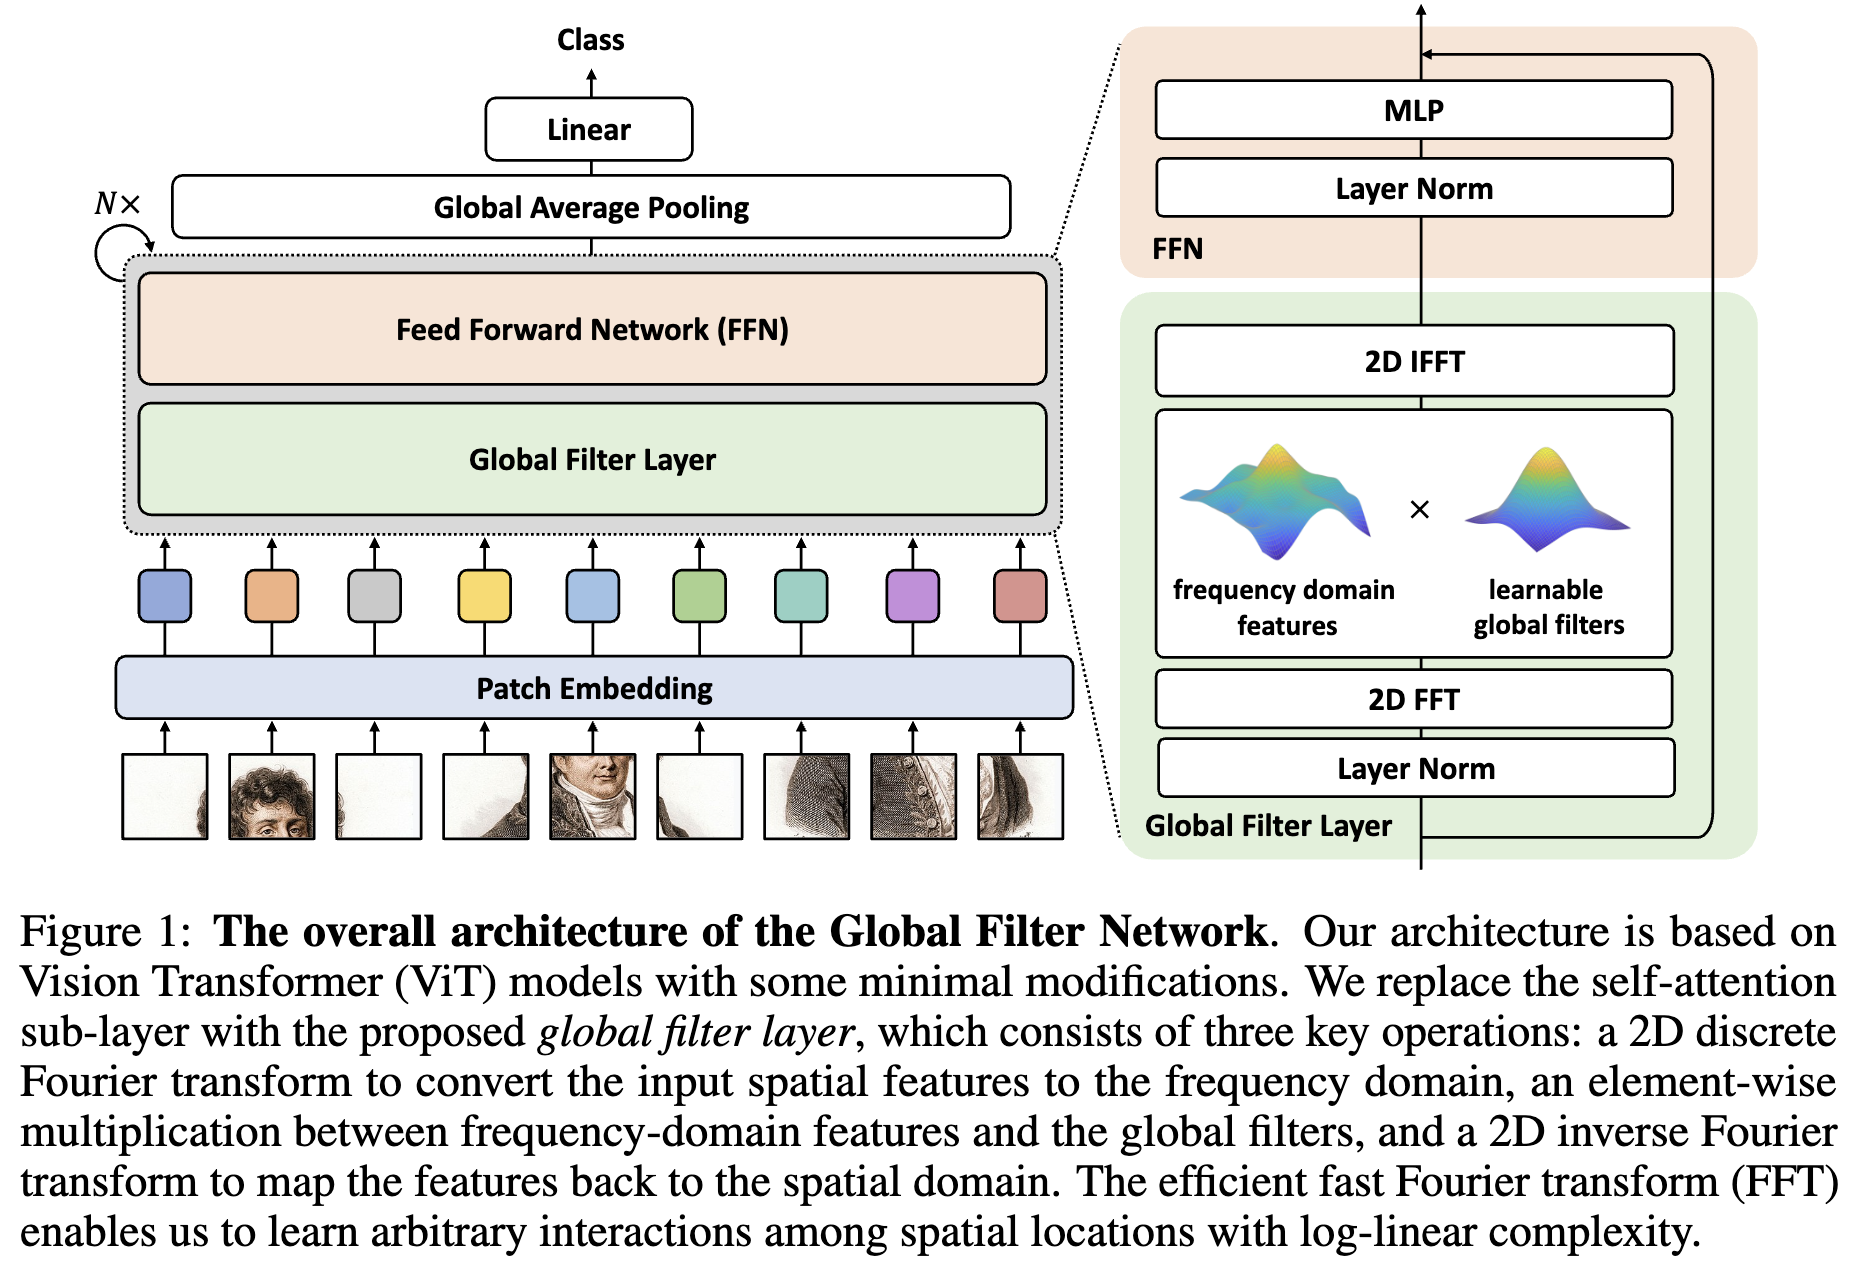 Class
Linear
N×
Global Average Pooling
Feed Forward Network (FFN)
Global Filter Layer
Patch Embedding
MLP
Layer Norm
FFN
2D IFFT
×
frequency domain
features
learnable
global filters
2D FFT
Layer Norm
Global Filter Layer
Figure 1: The overall architecture of the Global Filter Network. Our architecture is based on
Vision Transformer (ViT) models with some minimal modifications. We replace the self-attention
sub-layer with the proposed global filter layer, which consists of three key operations: a 2D discrete
Fourier transform to convert the input spatial features to the frequency domain, an element-wise
multiplication between frequency-domain features and the global filters, and a 2D inverse Fourier
transform to map the features back to the spatial domain. The efficient fast Fourier transform (FFT)
enables us to learn arbitrary interactions among spatial locations with log-linear complexity.